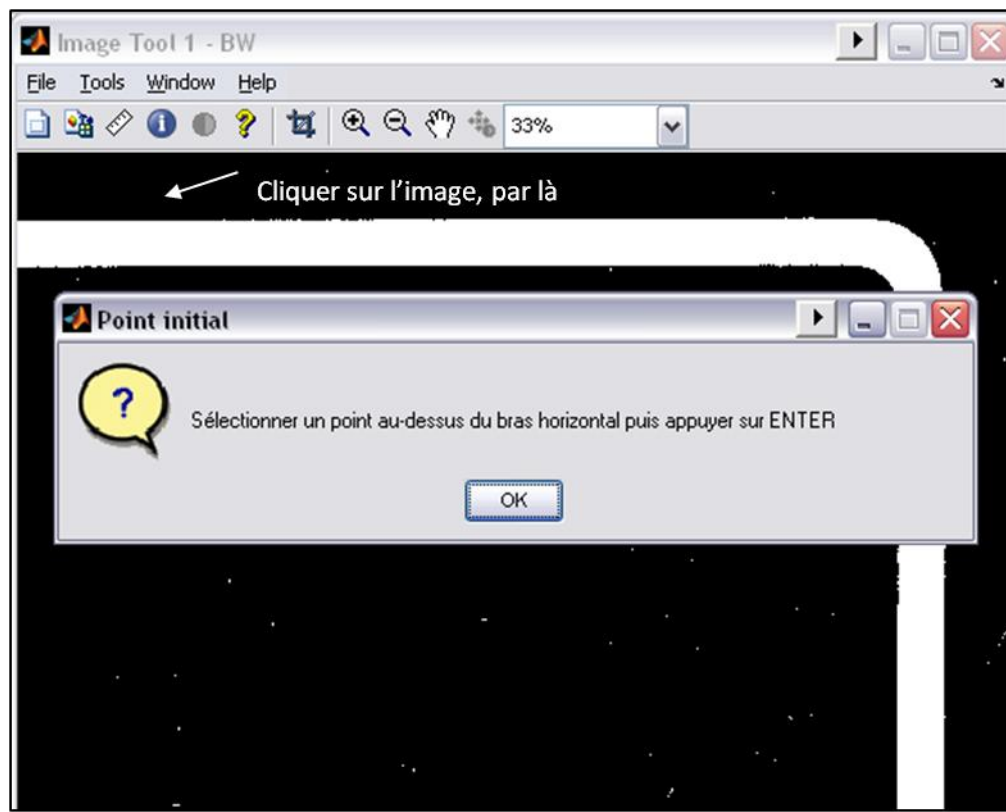 Image Tool 1 - BW
File Tools Window Help
33%
Cliquer sur l'image, par là
Point initial
?
Sélectionner un point au-dessus du bras horizontal puis appuyer sur ENTER
OK